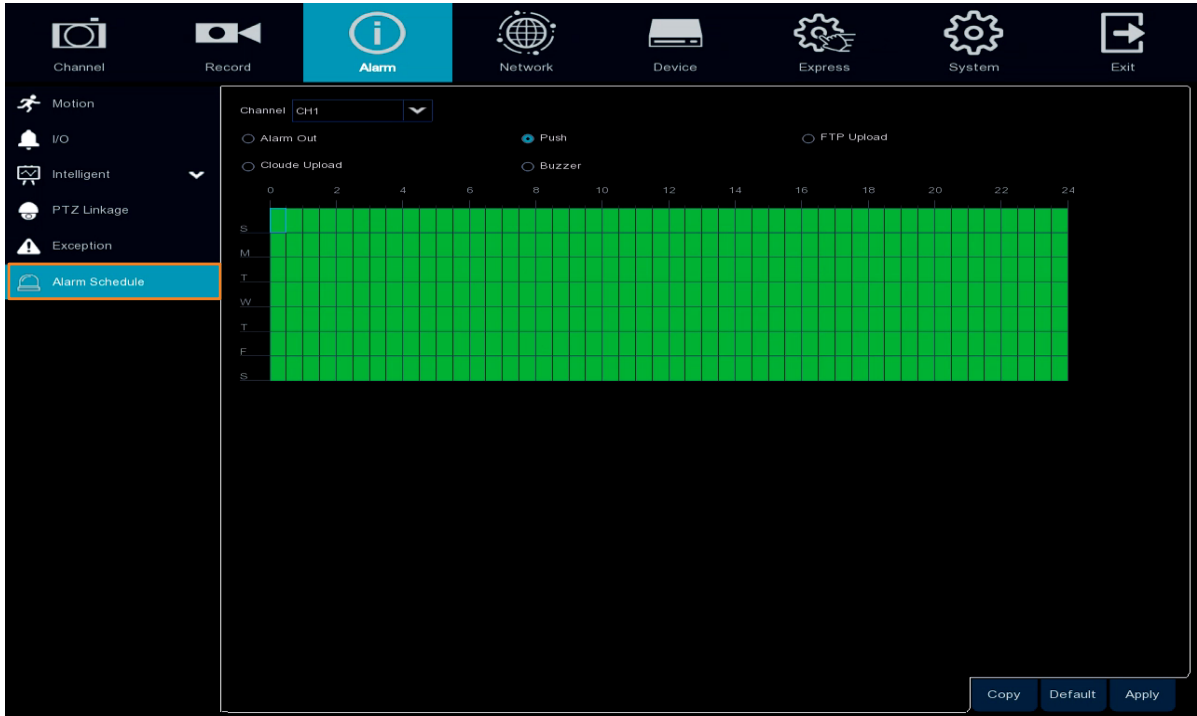 Channel Record Alarm Network Device Express System Exit
Motion
I/O
Intelligent
PTZ Linkage
Exception
Alarm Schedule
Channel CH1
Alarm Out Push FTP Upload
Cloude Upload Buzzer
0 2 4 6 8 10 12 14 16 18 20 22 24
S
M
T
W
T
F
S
Copy Default Apply